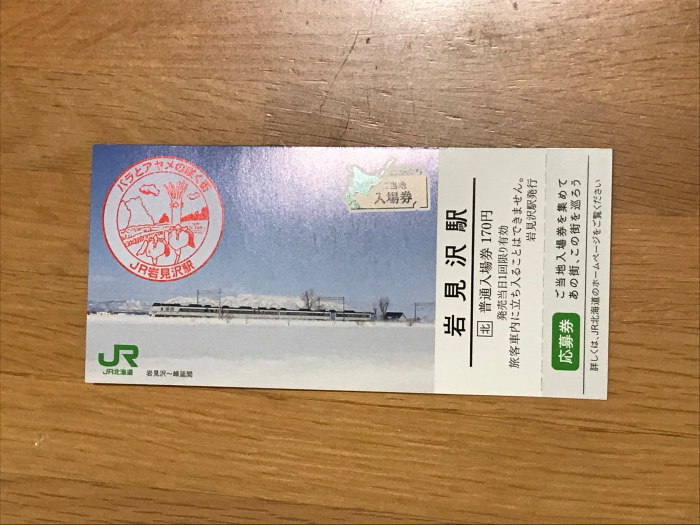 バラとアヤメの咲く街
JR岩見沢駅
ご当地
入場券
JR
JR北海道
岩見沢～峰延間
岩見沢駅
北 普通入場券 170円
発売当日1回限り有効
旅客車内に立ち入ることはできません。
岩見沢駅発行
応募券
ご当地入場券を集めて
あの街、この街を巡ろう
詳しくは、JR北海道のホームページをご覧ください